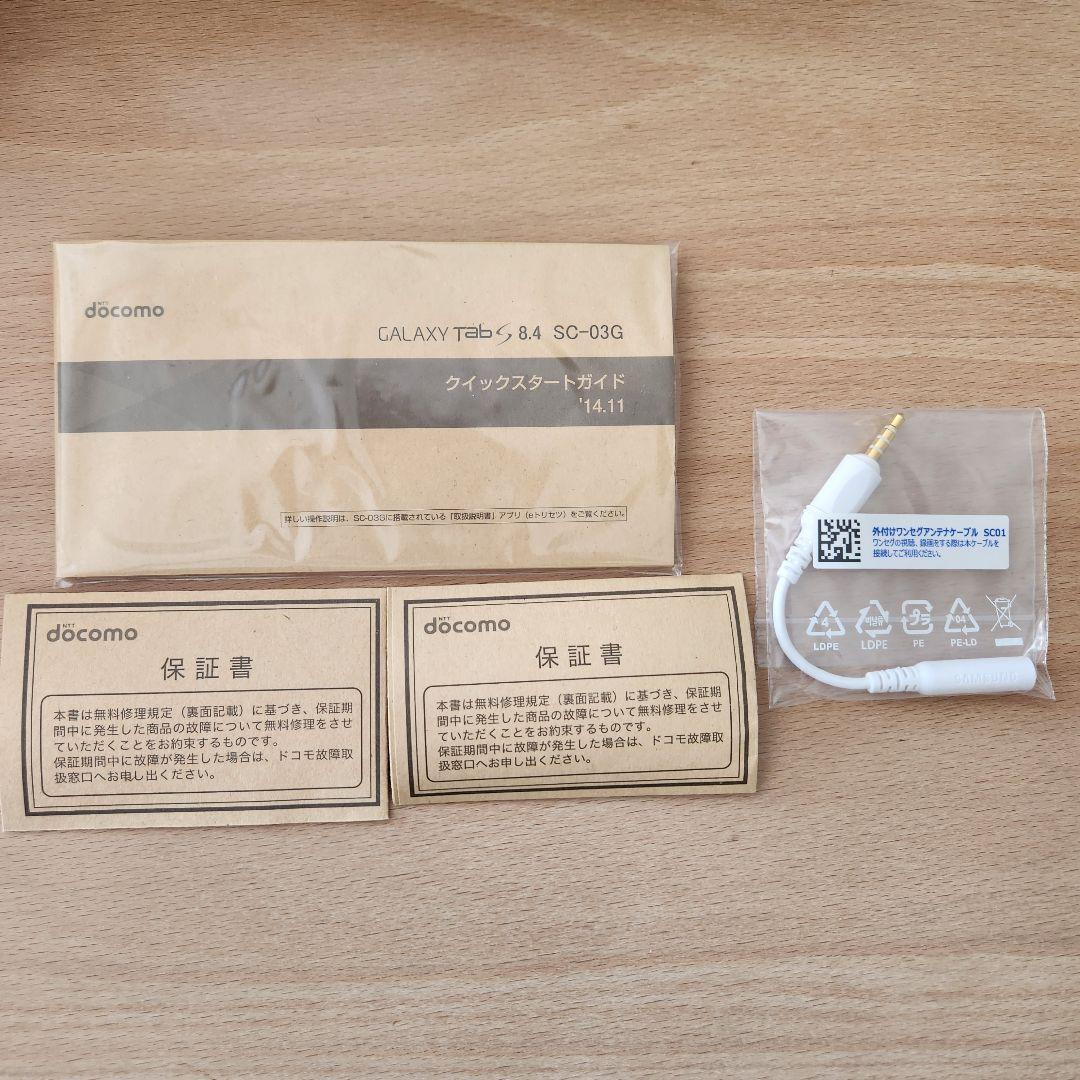 NTT
docomo
GALAXY Tab S 8.4 SC-03G
クイックスタートガイド
'14.11
詳しい操作説明は、SC-03Gに搭載されている「取扱説明書」アプリ(eトリセツ)をご覧ください。
NTT
docomo
保証書
本書は無料修理規定（裏面記載）に基づき、保証期
間中に発生した商品の故障について無料修理をさせ
ていただくことをお約束するものです。
保証期間中に故障が発生した場合は、ドコモ故障取
扱窓口へお申し出ください。
NTT
docomo
保証書
本書は無料修理規定（裏面記載）に基づき、保証期
間中に発生した商品の故障について無料修理をさせ
ていただくことをお約束するものです。
保証期間中に故障が発生した場合は、ドコモ故障取
扱窓口へお申し出ください。
外付けワンセグアンテナケーブル SC01
ワンセグの視聴、録画をする際は本ケーブルを
接続してご利用ください。
4
LDPE
비닐류
LDPE
プラ
PE
04
PE-LD
SAMSUNG